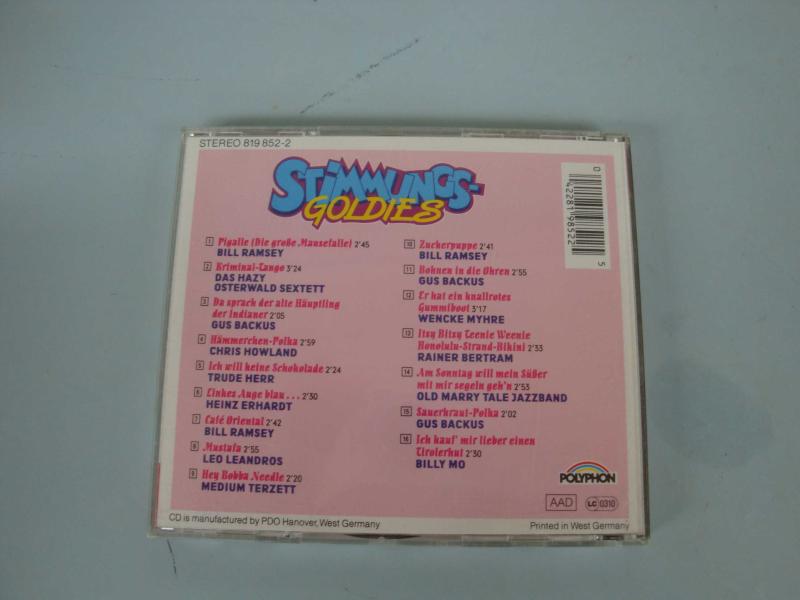 STEREO 819 852-2
STIMMUNGS-
GOLDIES
1 Pigalle (Die große Mausefalle) 2'45
BILL RAMSEY
2 Kriminal-Tango 3'24
DAS HAZY
OSTERWALD SEXTETT
3 Da sprach der alte Häuptling
der Indianer 2'05
GUS BACKUS
4 Hämmerchen-Polka 2'59
CHRIS HOWLAND
5 Ich will keine Schokolade 2'24
TRUDE HERR
6 Linkes Auge blau... 2'30
HEINZ ERHARDT
7 Café Oriental 2'42
BILL RAMSEY
8 Mustafa 2'55
LEO LEANDROS
9 Hey Bobba Needle 2'20
MEDIUM TERZETT
10 Zuckerpuppe 2'41
BILL RAMSEY
11 Bohnen in die Ohren 2'55
GUS BACKUS
12 Er hat ein knallrotes
Gummiboot 3'17
WENCKE MYHRE
13 Itsy Bitsy Teenie Weenie
Honolulu-Strand-Bikini 2'33
RAINER BERTRAM
14 Am Sonntag will mein Süßer
mit mir segeln geh'n 2'53
OLD MARRY TALE JAZZBAND
15 Sauerkraut-Polka 2'02
GUS BACKUS
16 Ich kauf' mir lieber einen
Tirolerhut 2'30
BILLY MO
0 42281 98522 5
POLYPHON
AAD
LC 0310
CD is manufactured by PDO Hanover, West Germany
Printed in West Germany